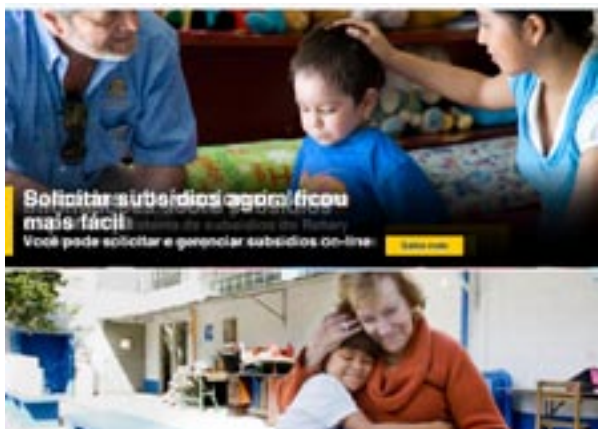 Solicitar subsídios agora ficou
mais fácil
Você pode solicitar e gerenciar subsídios on-line
Saiba mais